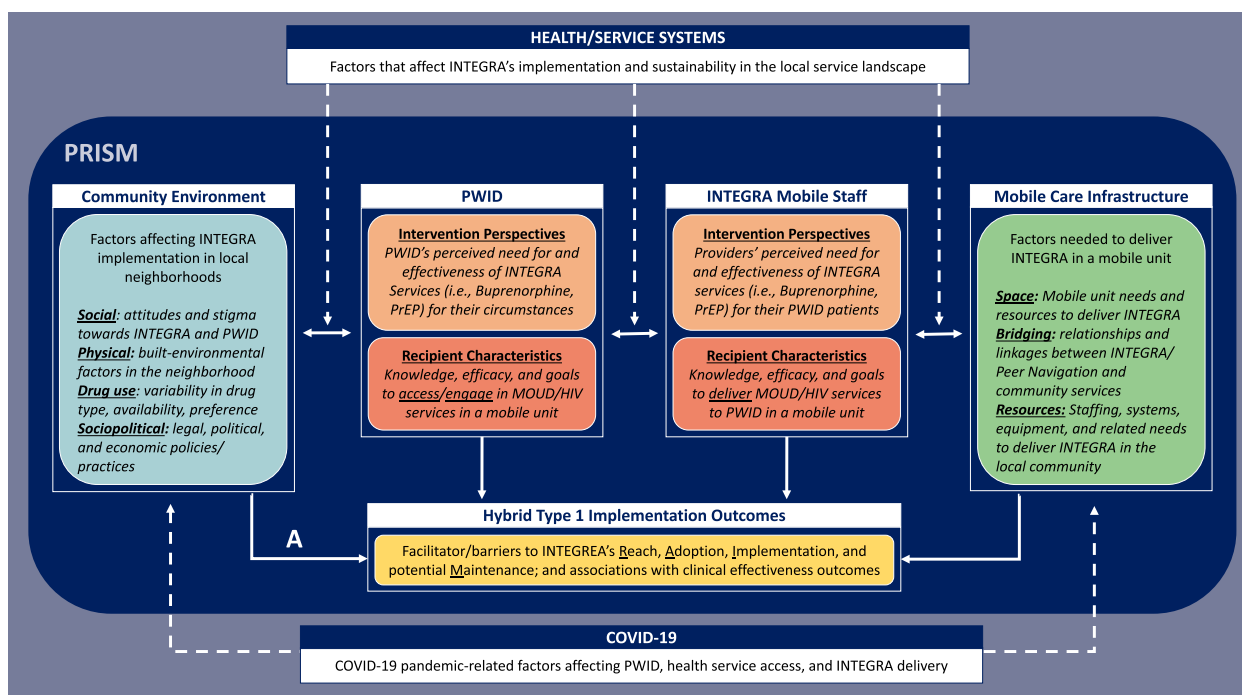 HEALTH/SERVICE SYSTEMS
Factors that affect INTEGRA's implementation and sustainability in the local service landscape
PRISM
Community Environment
Factors affecting INTEGRA
implementation in local
neighborhoods
Social: attitudes and stigma
towards INTEGRA and PWID
Physical: built-environmental
factors in the neighborhood
Drug use: variability in drug
type, availability, preference
Sociopolitical: legal, political,
and economic policies/
practices
PWID
Intervention Perspectives
PWID's perceived need for and
effectiveness of INTEGRA
Services (i.e., Buprenorphine,
PrEP) for their circumstances
Recipient Characteristics
Knowledge, efficacy, and goals
to access/engage in MOUD/HIV
services in a mobile unit
INTEGRA Mobile Staff
Intervention Perspectives
Providers' perceived need for
and effectiveness of INTEGRA
services (i.e., Buprenorphine,
PrEP) for their PWID patients
Recipient Characteristics
Knowledge, efficacy, and goals
to deliver MOUD/HIV services
to PWID in a mobile unit
Mobile Care Infrastructure
Factors needed to deliver
INTEGRA in a mobile unit
Space: Mobile unit needs and
resources to deliver INTEGRA
Bridging: relationships and
linkages between INTEGRA/
Peer Navigation and
community services
Resources: Staffing, systems,
equipment, and related needs
to deliver INTEGRA in the
local community
A
Hybrid Type 1 Implementation Outcomes
Facilitator/barriers to INTEGREA's Reach, Adoption, Implementation, and
potential Maintenance; and associations with clinical effectiveness outcomes
COVID-19
COVID-19 pandemic-related factors affecting PWID, health service access, and INTEGRA delivery